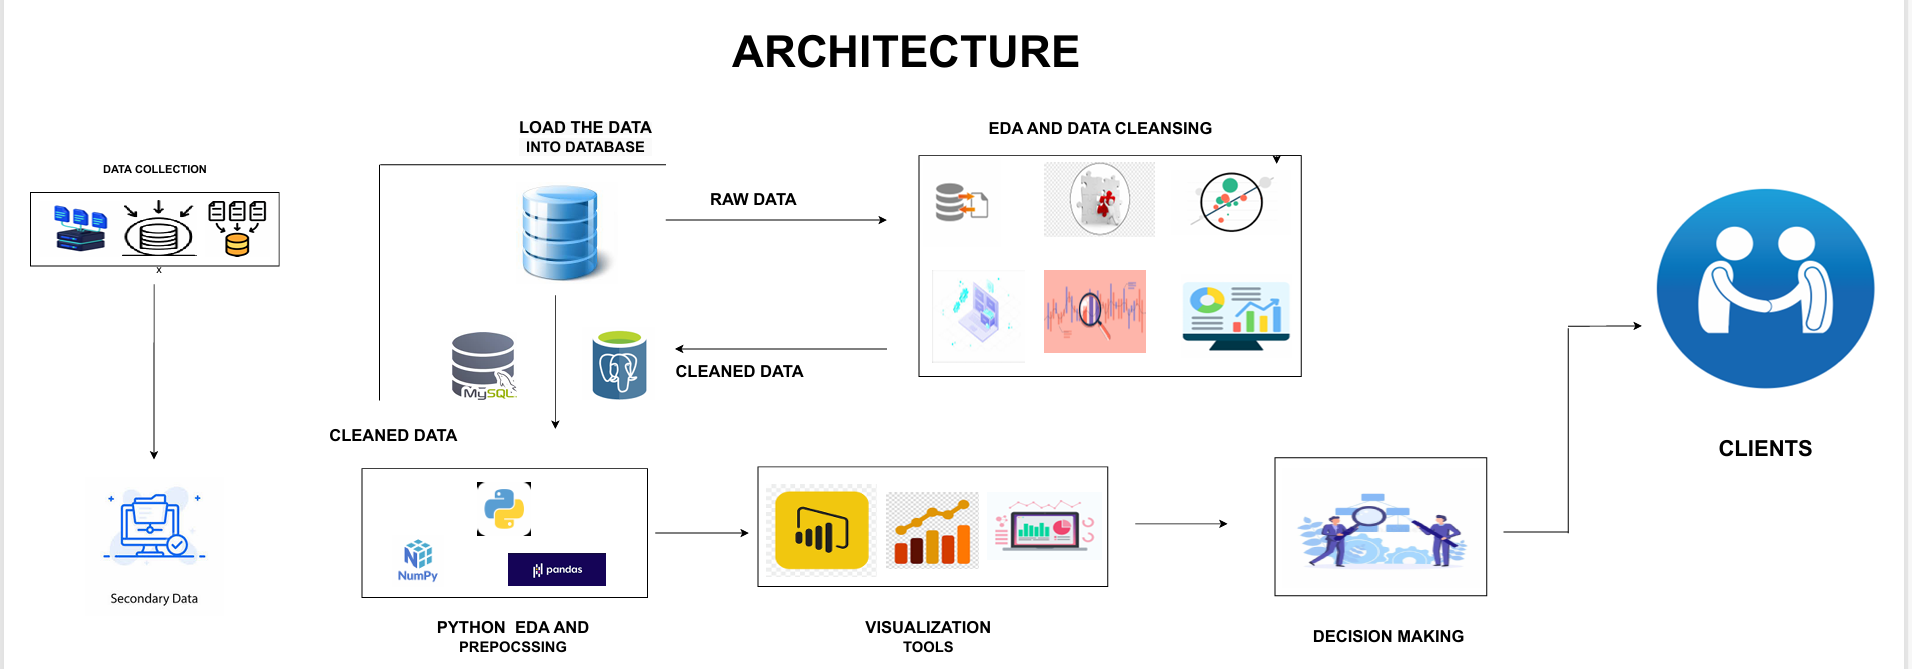 ARCHITECTURE
LOAD THE DATA
INTO DATABASE
EDA AND DATA CLEANSING
DATA COLLECTION
RAW DATA
x
MySQL
CLEANED DATA
CLEANED DATA
CLIENTS
NumPy
pandas
Secondary Data
PYTHON EDA AND
PREPOCSSING
VISUALIZATION
TOOLS
DECISION MAKING